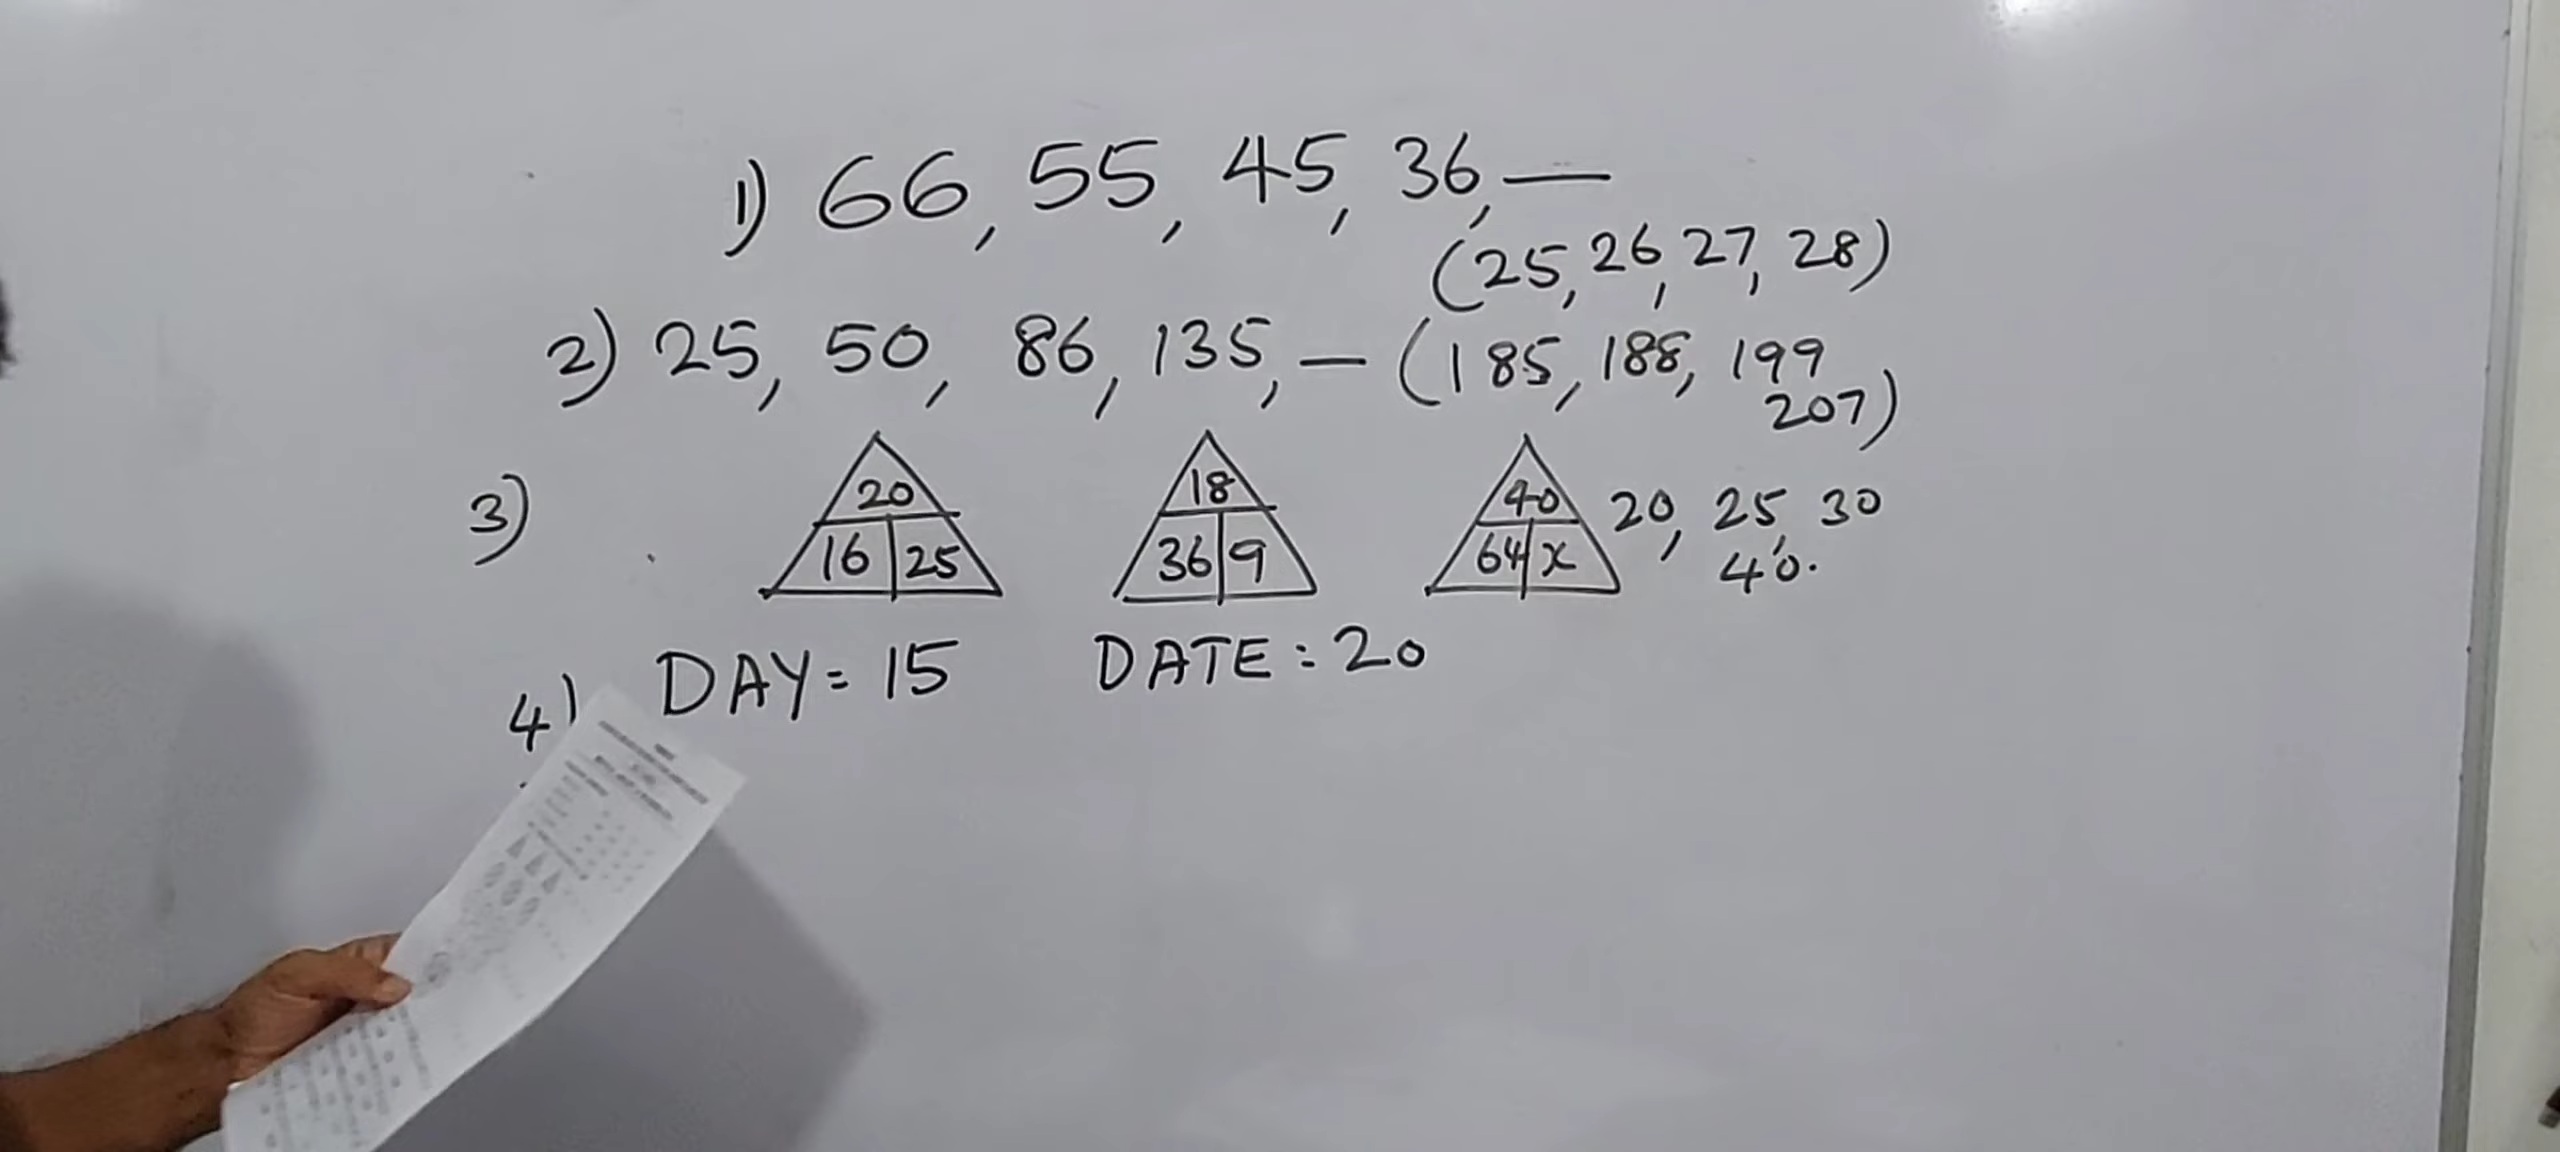 1) 66, 55, 45, 36, —
(25, 26, 27, 28)
2) 25, 50, 86, 135, — (185, 188, 199
207)
3) 20 18 40 20, 25, 30
16 25 36 9 64 x 40.
4) DAY = 15 DATE : 20